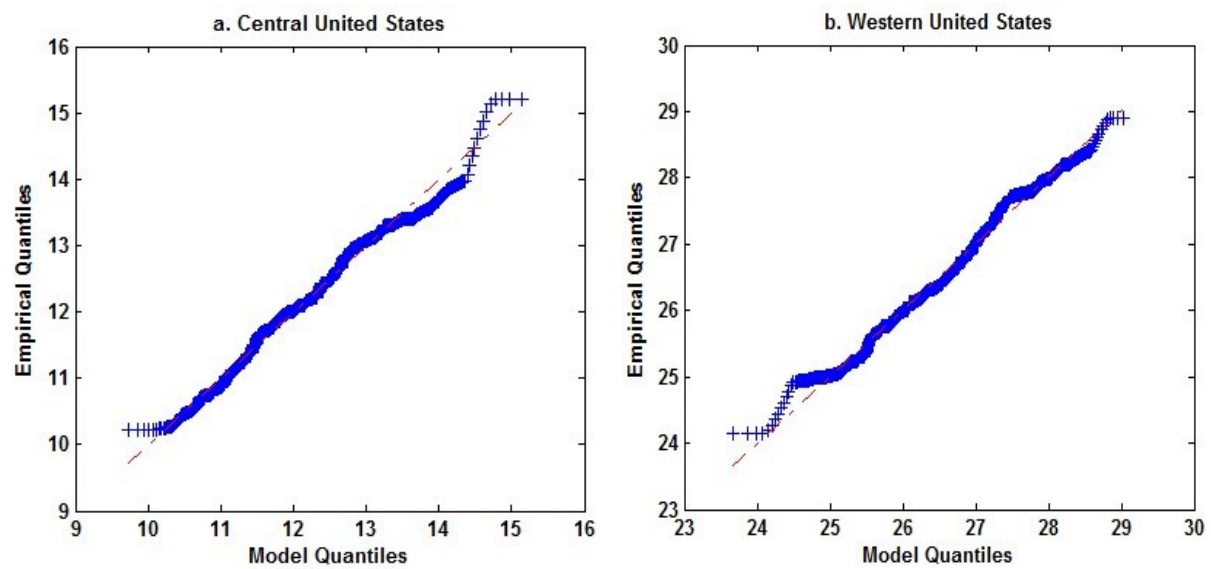 a. Central United States
16
15
14
13
12
11
10
9
Empirical Quantiles
9 10 11 12 13 14 15 16
Model Quantiles
b. Western United States
30
29
28
27
26
25
24
23
Empirical Quantiles
23 24 25 26 27 28 29 30
Model Quantiles